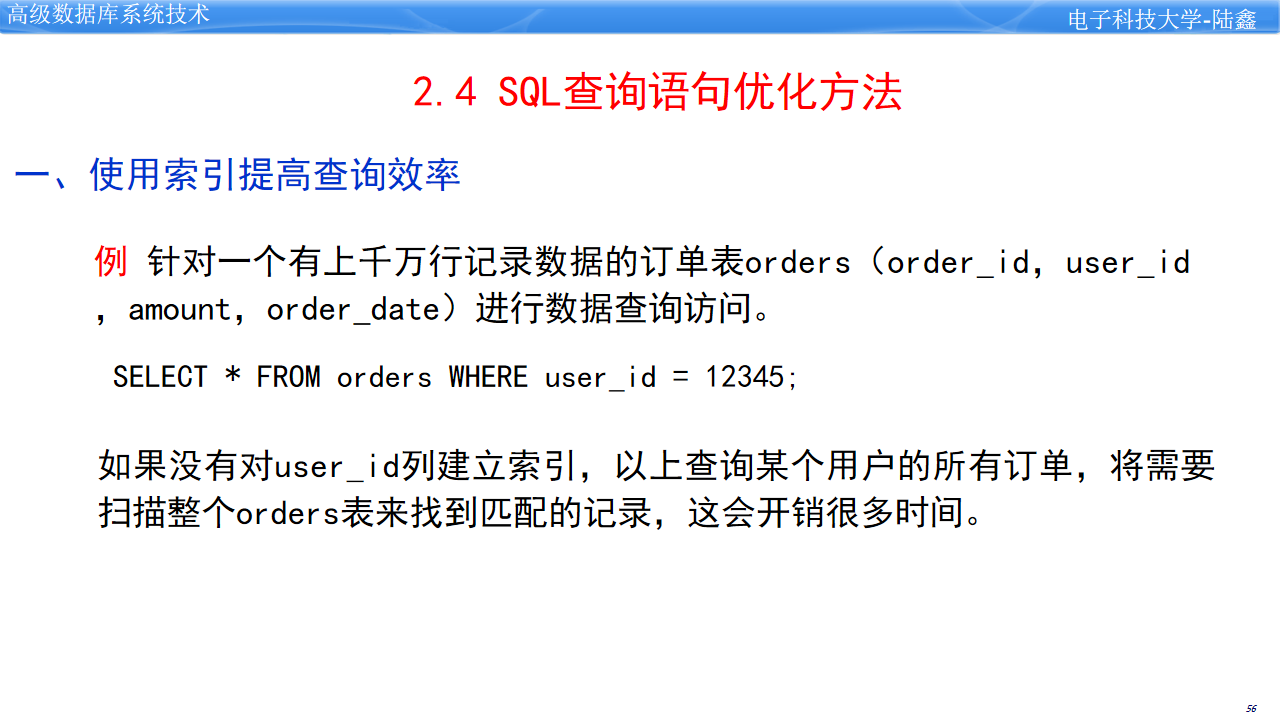 高级数据库系统技术
电子科技大学-陆鑫
2.4 SQL查询语句优化方法
一、使用索引提高查询效率
例 针对一个有上千万行记录数据的订单表orders（order_id，user_id
，amount，order_date）进行数据查询访问。
SELECT * FROM orders WHERE user_id = 12345;
如果没有对user_id列建立索引，以上查询某个用户的所有订单，将需要
扫描整个orders表来找到匹配的记录，这会开销很多时间。
56